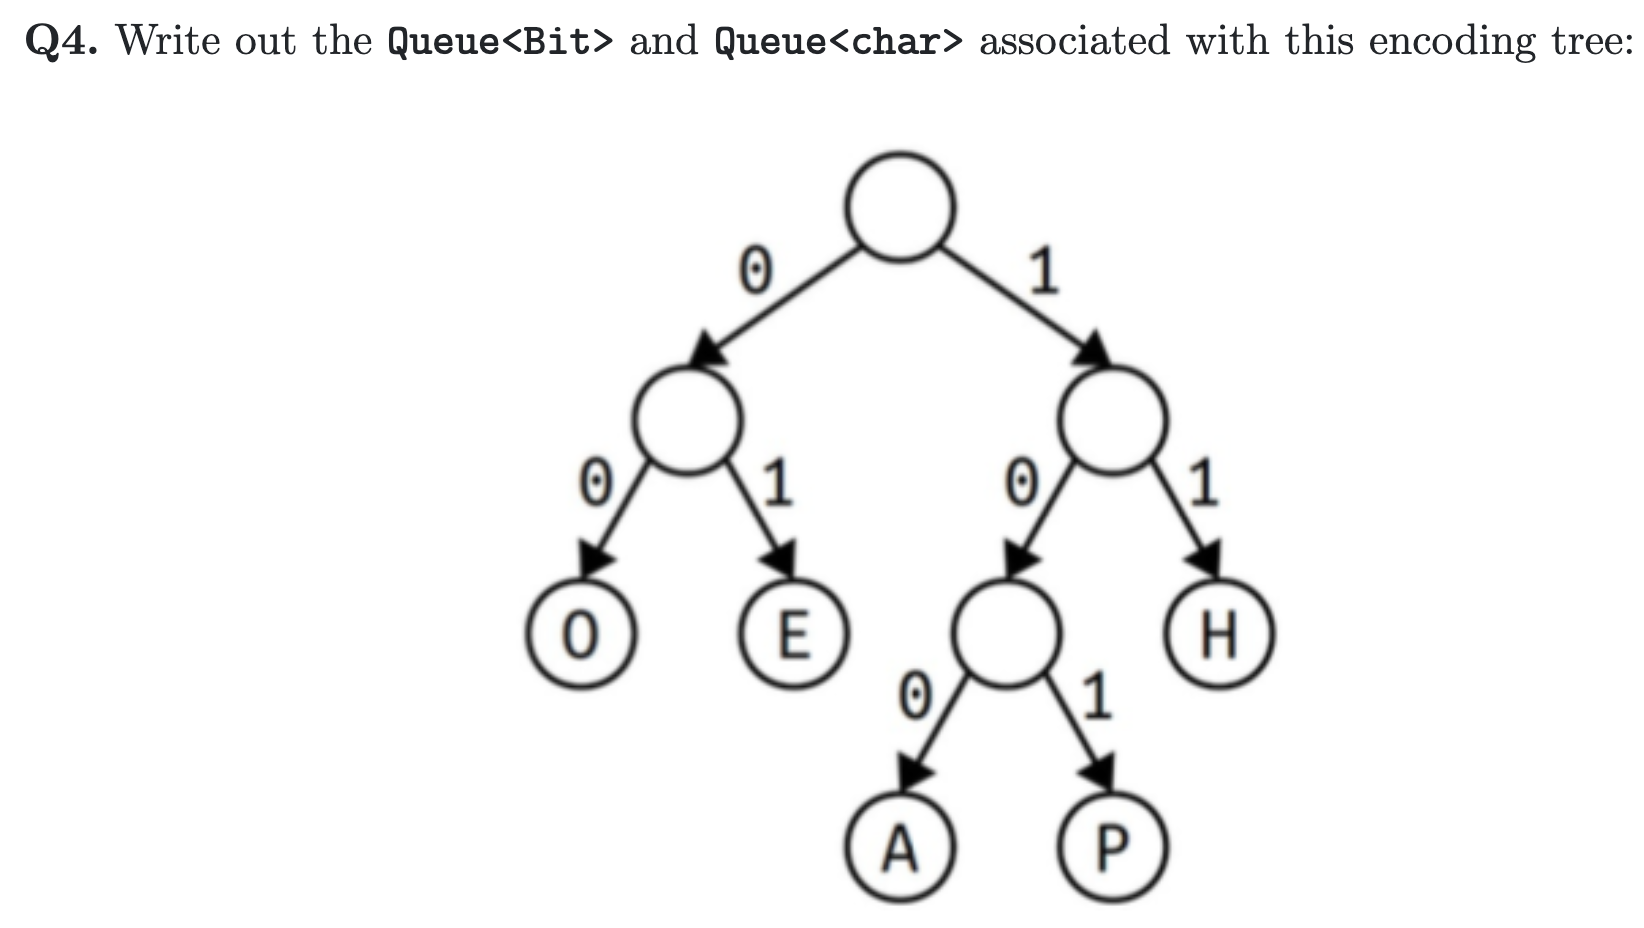 Q4. Write out the Queue<Bit> and Queue<char> associated with this encoding tree:
0 1
0 1 0 1
O E H
0 1
A P